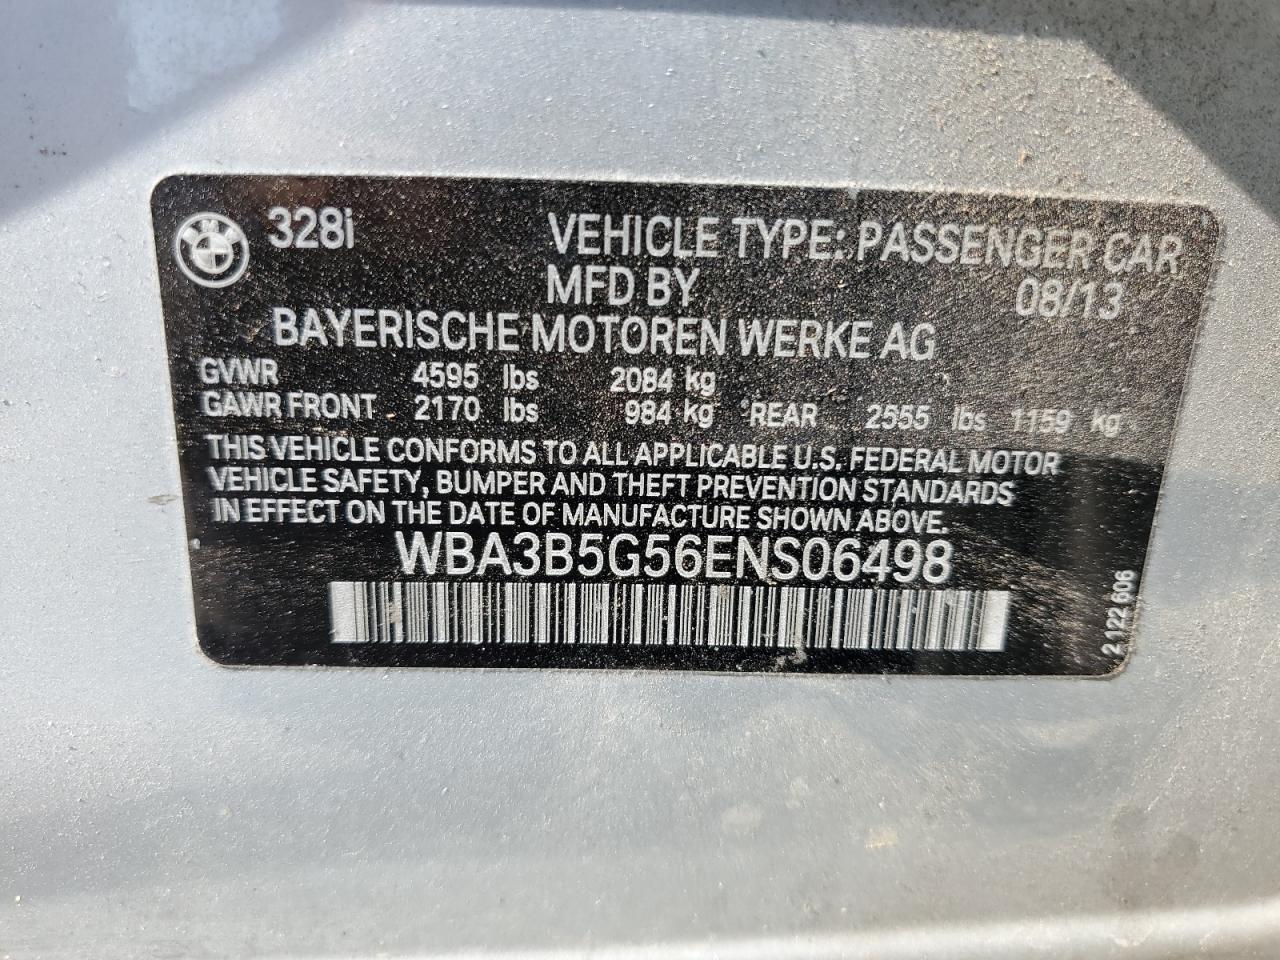 328i VEHICLE TYPE: PASSENGER CAR
MFD BY 08/13
BAYERISCHE MOTOREN WERKE AG
GVWR 4595 lbs 2084 kg
GAWR FRONT 2170 lbs 984 kg REAR 2555 lbs 1159 kg
THIS VEHICLE CONFORMS TO ALL APPLICABLE U.S. FEDERAL MOTOR
VEHICLE SAFETY, BUMPER AND THEFT PREVENTION STANDARDS
IN EFFECT ON THE DATE OF MANUFACTURE SHOWN ABOVE.
WBA3B5G56ENS06498
2 122 606